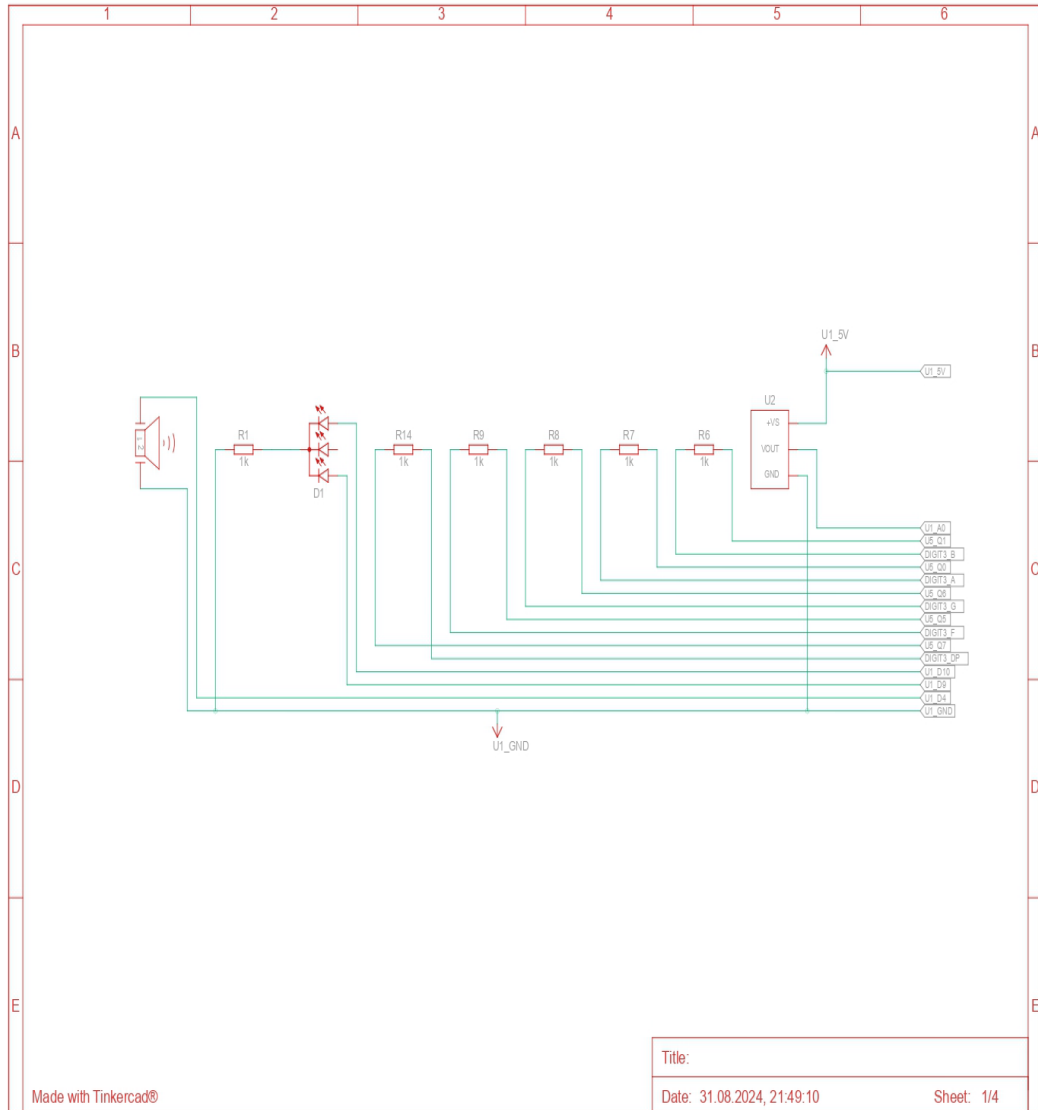 1 2 3 4 5 6
A A
U1_5V
B B
U1_5V
U2
+VS
R1 R14 R9 R8 R7 R6
1 2
VOUT
1k 1k 1k 1k 1k 1k
GND
D1
U1_A0
U5_Q1
DIGIT3_B
C C
U5_Q0
DIGIT3_A
U5_Q6
DIGIT3_G
U5_Q5
DIGIT3_F
U5_Q7
DIGIT3_DP
U1_D10
U1_D9
U1_D4
U1_GND
U1_GND
D D
E E
Title:
Made with Tinkercad®
Date: 31.08.2024, 21:49:10 Sheet: 1/4